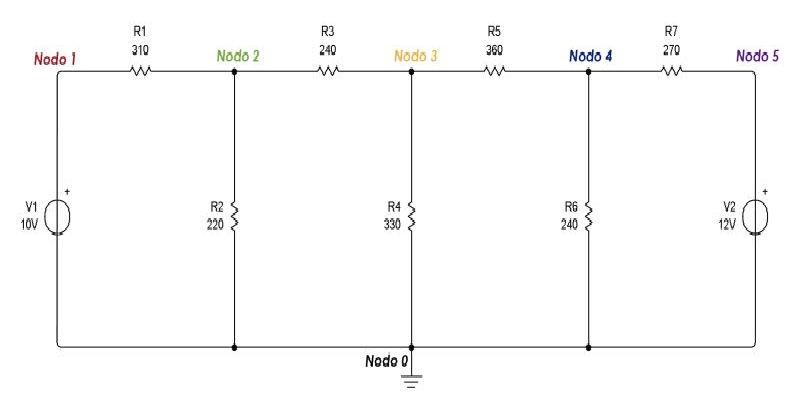 R1
310
R3
240
R5
360
R7
270
Nodo 1
Nodo 2
Nodo 3
Nodo 4
Nodo 5
+
V1
10V
R2
220
R4
330
R6
240
+
V2
12V
Nodo 0